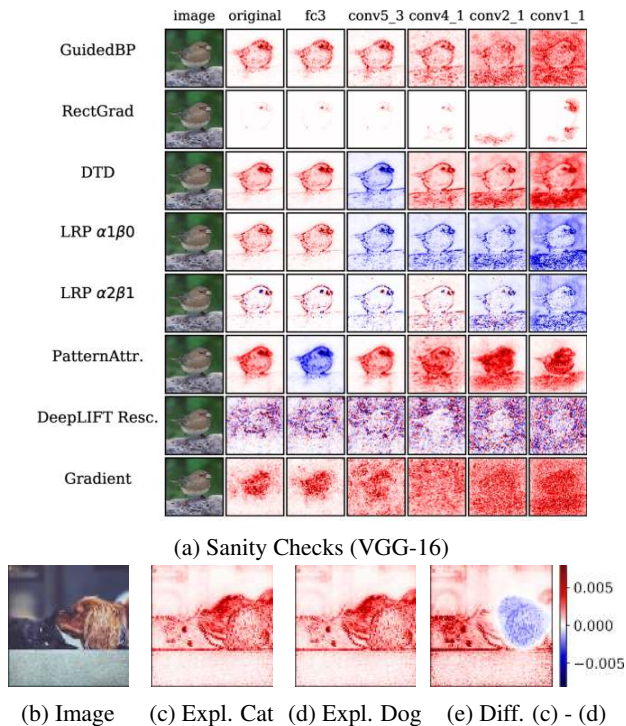 image original fc3 conv5_3 conv4_1 conv2_1 conv1_1
GuidedBP
RectGrad
DTD
LRP α1β0
LRP α2β1
PatternAttr.
DeepLIFT Resc.
Gradient
(a) Sanity Checks (VGG-16)
0.005
0.000
−0.005
(b) Image (c) Expl. Cat (d) Expl. Dog (e) Diff. (c) - (d)